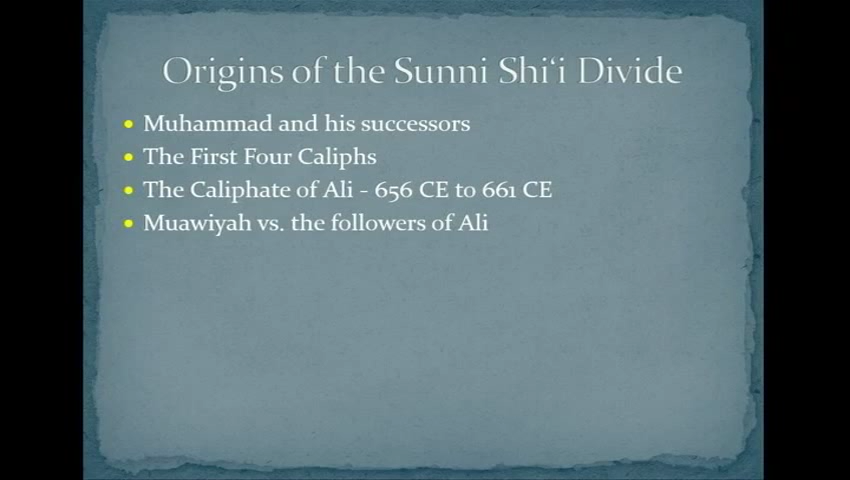 Origins of the Sunni Shi‘i Divide
• Muhammad and his successors
• The First Four Caliphs
• The Caliphate of Ali – 656 CE to 661 CE
• Muawiyah vs. the followers of Ali